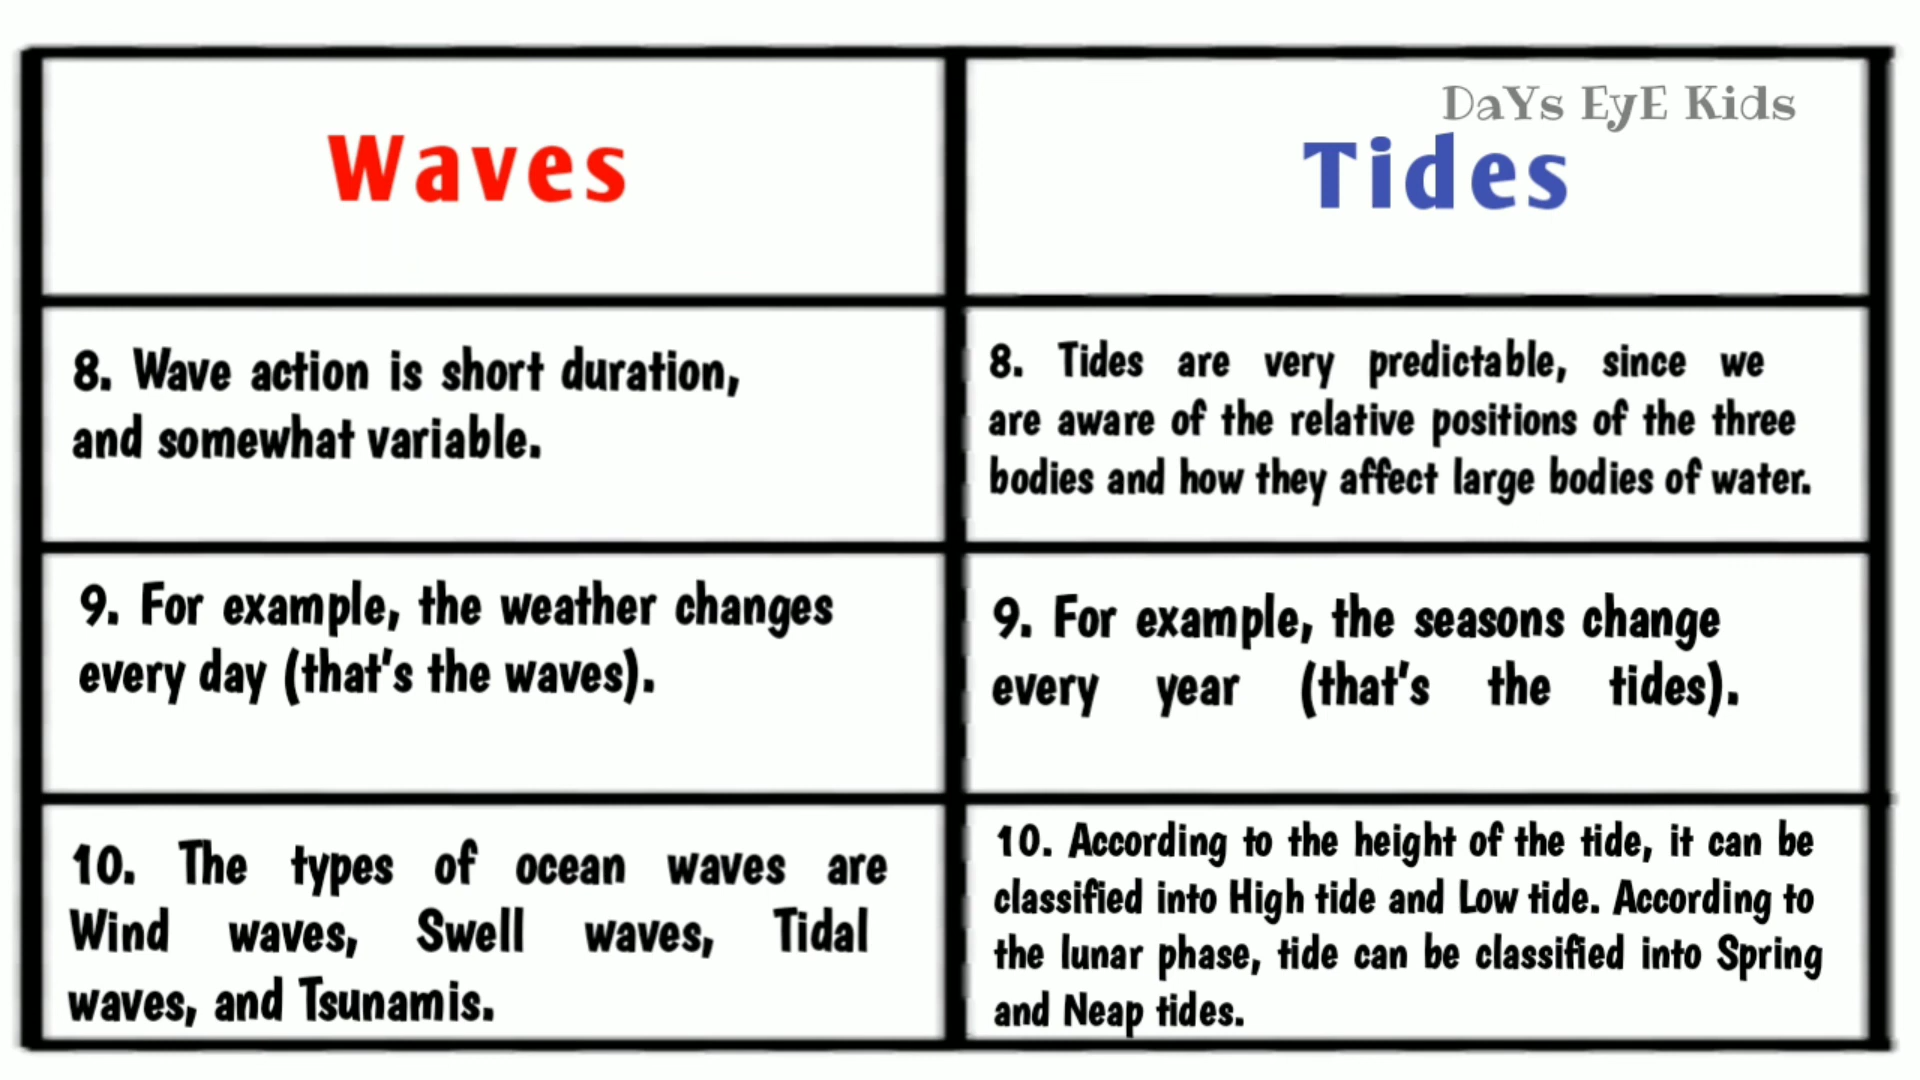 DaYs EyE Kids
Waves
Tides
8. Wave action is short duration,
and somewhat variable.
8. Tides are very predictable, since we
are aware of the relative positions of the three
bodies and how they affect large bodies of water.
9. For example, the weather changes
every day (that's the waves).
9. For example, the seasons change
every year (that's the tides).
10. The types of ocean waves are
Wind waves, Swell waves, Tidal
waves, and Tsunamis.
10. According to the height of the tide, it can be
classified into High tide and Low tide. According to
the lunar phase, tide can be classified into Spring
and Neap tides.